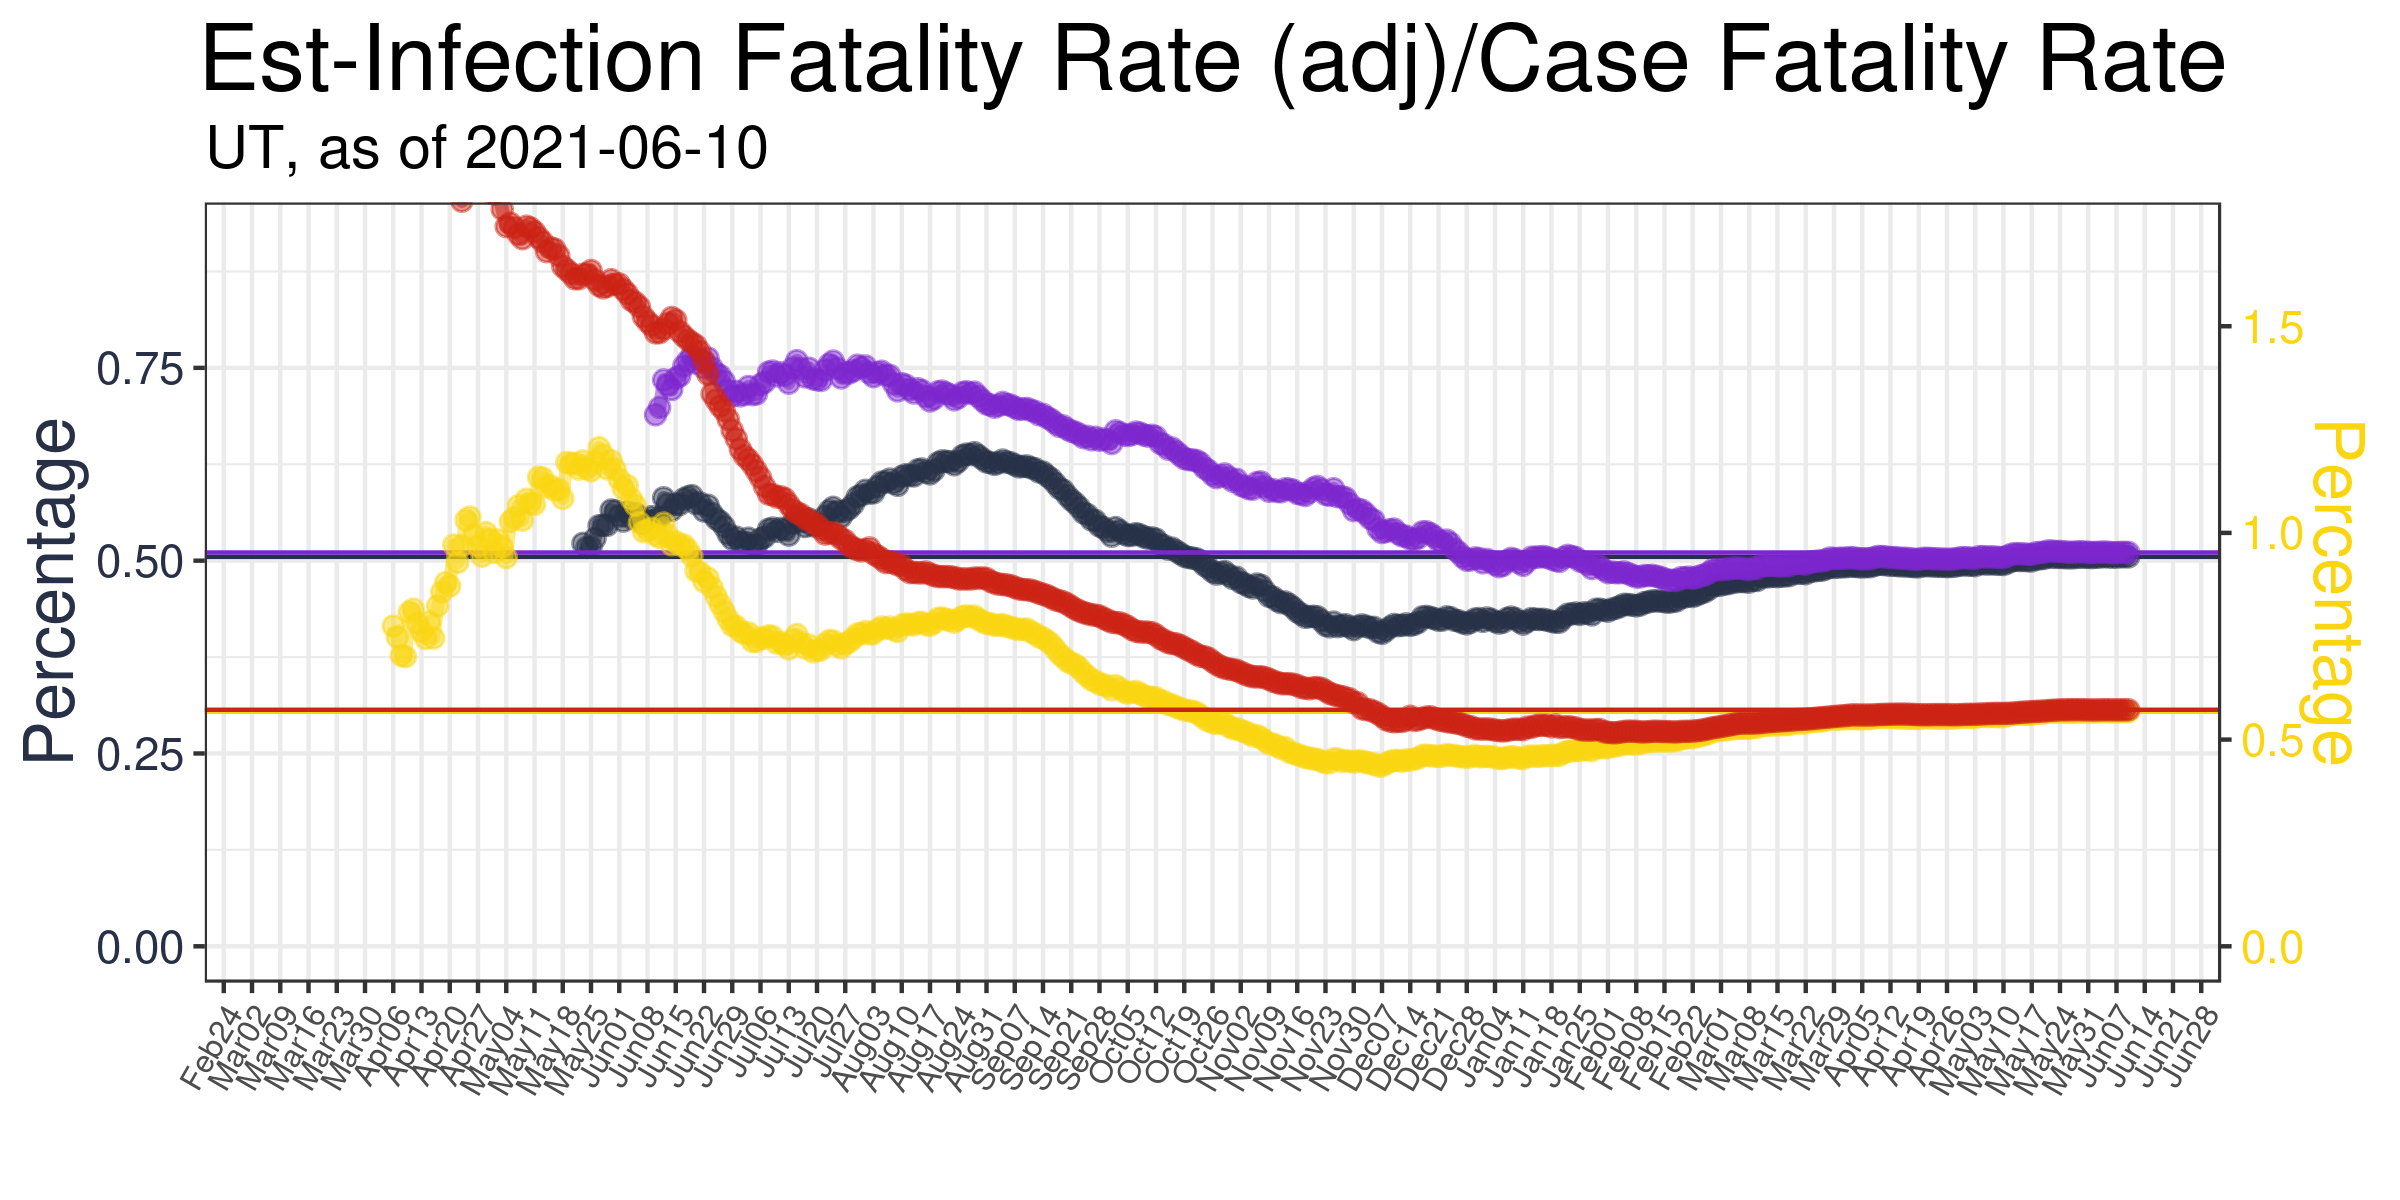 Est-Infection Fatality Rate (adj)/Case Fatality Rate
UT, as of 2021-06-10
Percentage
0.75
0.50
0.25
0.00
1.5
1.0
0.5
0.0
Percentage
Feb24
Mar02
Mar09
Mar16
Mar23
Mar30
Apr06
Apr13
Apr20
Apr27
May04
May11
May18
May25
Jun01
Jun08
Jun15
Jun22
Jun29
Jul06
Jul13
Jul20
Jul27
Aug03
Aug10
Aug17
Aug24
Aug31
Sep07
Sep14
Sep21
Sep28
Oct05
Oct12
Oct19
Oct26
Nov02
Nov09
Nov16
Nov23
Nov30
Dec07
Dec14
Dec21
Dec28
Jan04
Jan11
Jan18
Jan25
Feb01
Feb08
Feb15
Feb22
Mar01
Mar08
Mar15
Mar22
Mar29
Apr05
Apr12
Apr19
Apr26
May03
May10
May17
May24
May31
Jun07
Jun14
Jun21
Jun28